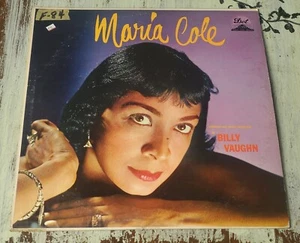 F-84
Maria Cole
Dot
BILLY
VAUGHN